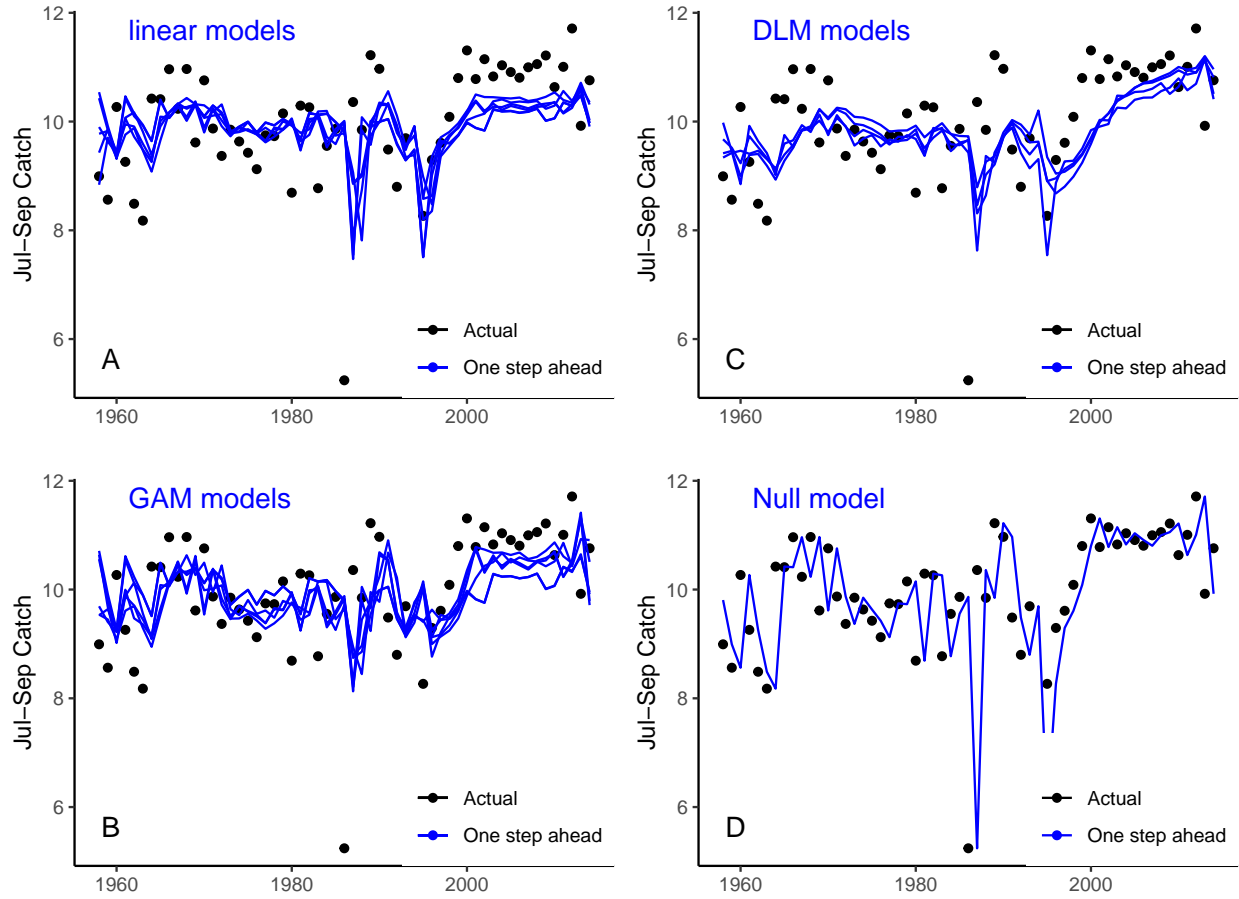 12
linear models
10
8
6
Jul−Sep Catch
Actual
One step ahead
A
1960
1980
2000
12
DLM models
10
8
6
Jul−Sep Catch
Actual
One step ahead
C
1960
1980
2000
12
GAM models
10
8
6
Jul−Sep Catch
Actual
One step ahead
B
1960
1980
2000
12
Null model
10
8
6
Jul−Sep Catch
Actual
One step ahead
D
1960
1980
2000